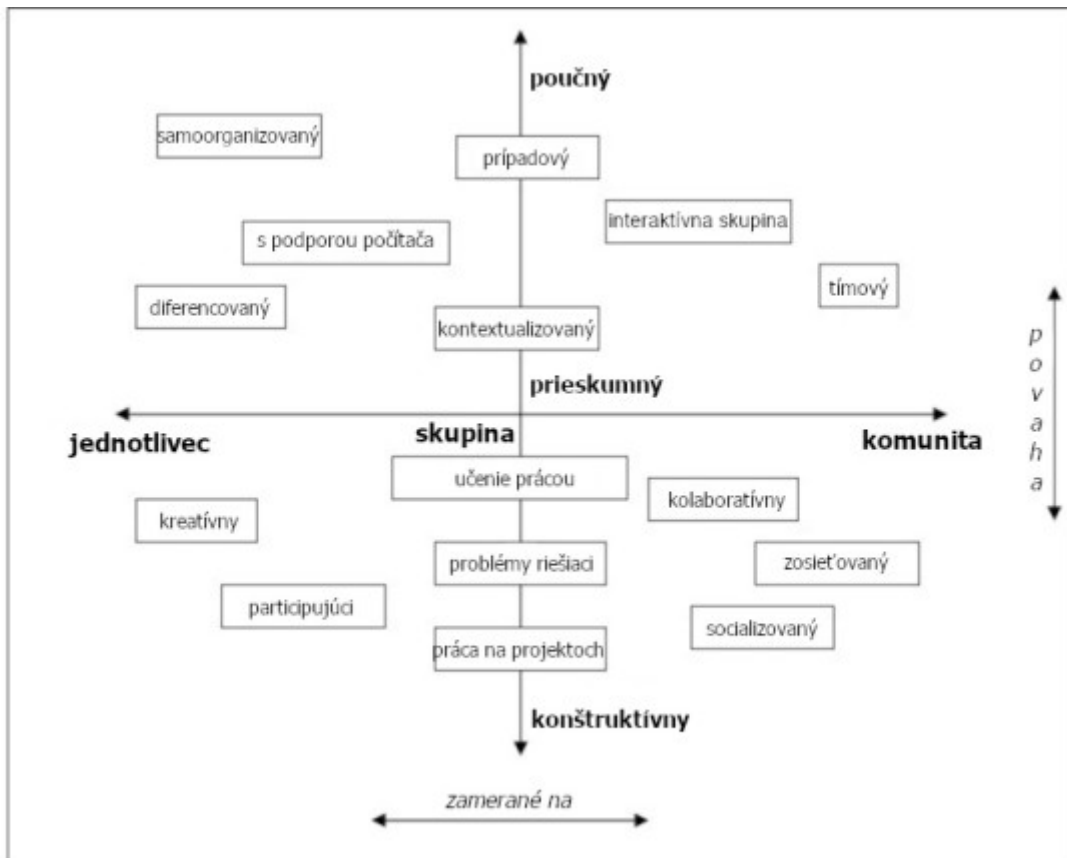 poučný
samoorganizovaný
prípadový
interaktívna skupina
s podporou počítača
tímový
diferencovaný
kontextualizovaný
povaha
prieskumný
jednotlivec
skupina
komunita
učenie prácou
kolaboratívny
kreatívny
problémy riešiaci
zosieťovaný
participujúci
socializovaný
práca na projektoch
konštruktívny
zamerané na